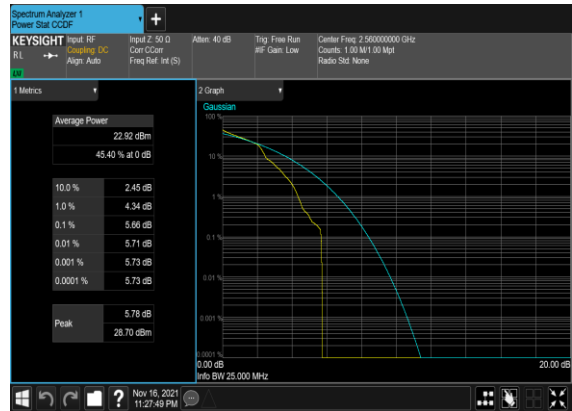 Spectrum Analyzer 1
Power Stat CCDF
+
KEYSIGHT Input: RF Input Z: 50 Ω Atten: 40 dB Trig: Free Run Center Freq: 2.560000000 GHz
RL Coupling: DC Corr CCorr #IF Gain: Low Counts: 1.00 M/1.00 Mpt
Align: Auto Freq Ref: Int (S) Radio Std: None
1 Metrics
2 Graph
Average Power
22.92 dBm
45.40 % at 0 dB
10.0 % 2.45 dB
1.0 % 4.34 dB
0.1 % 5.66 dB
0.01 % 5.71 dB
0.001 % 5.73 dB
0.0001 % 5.73 dB
Peak
5.78 dB
28.70 dBm
Gaussian
100 %
10 %
1 %
0.1 %
0.01 %
0.001 %
0.0001 %
0.00 dB 20.00 dB
Info BW 25.000 MHz
? Nov 16, 2021
11:27:49 PM